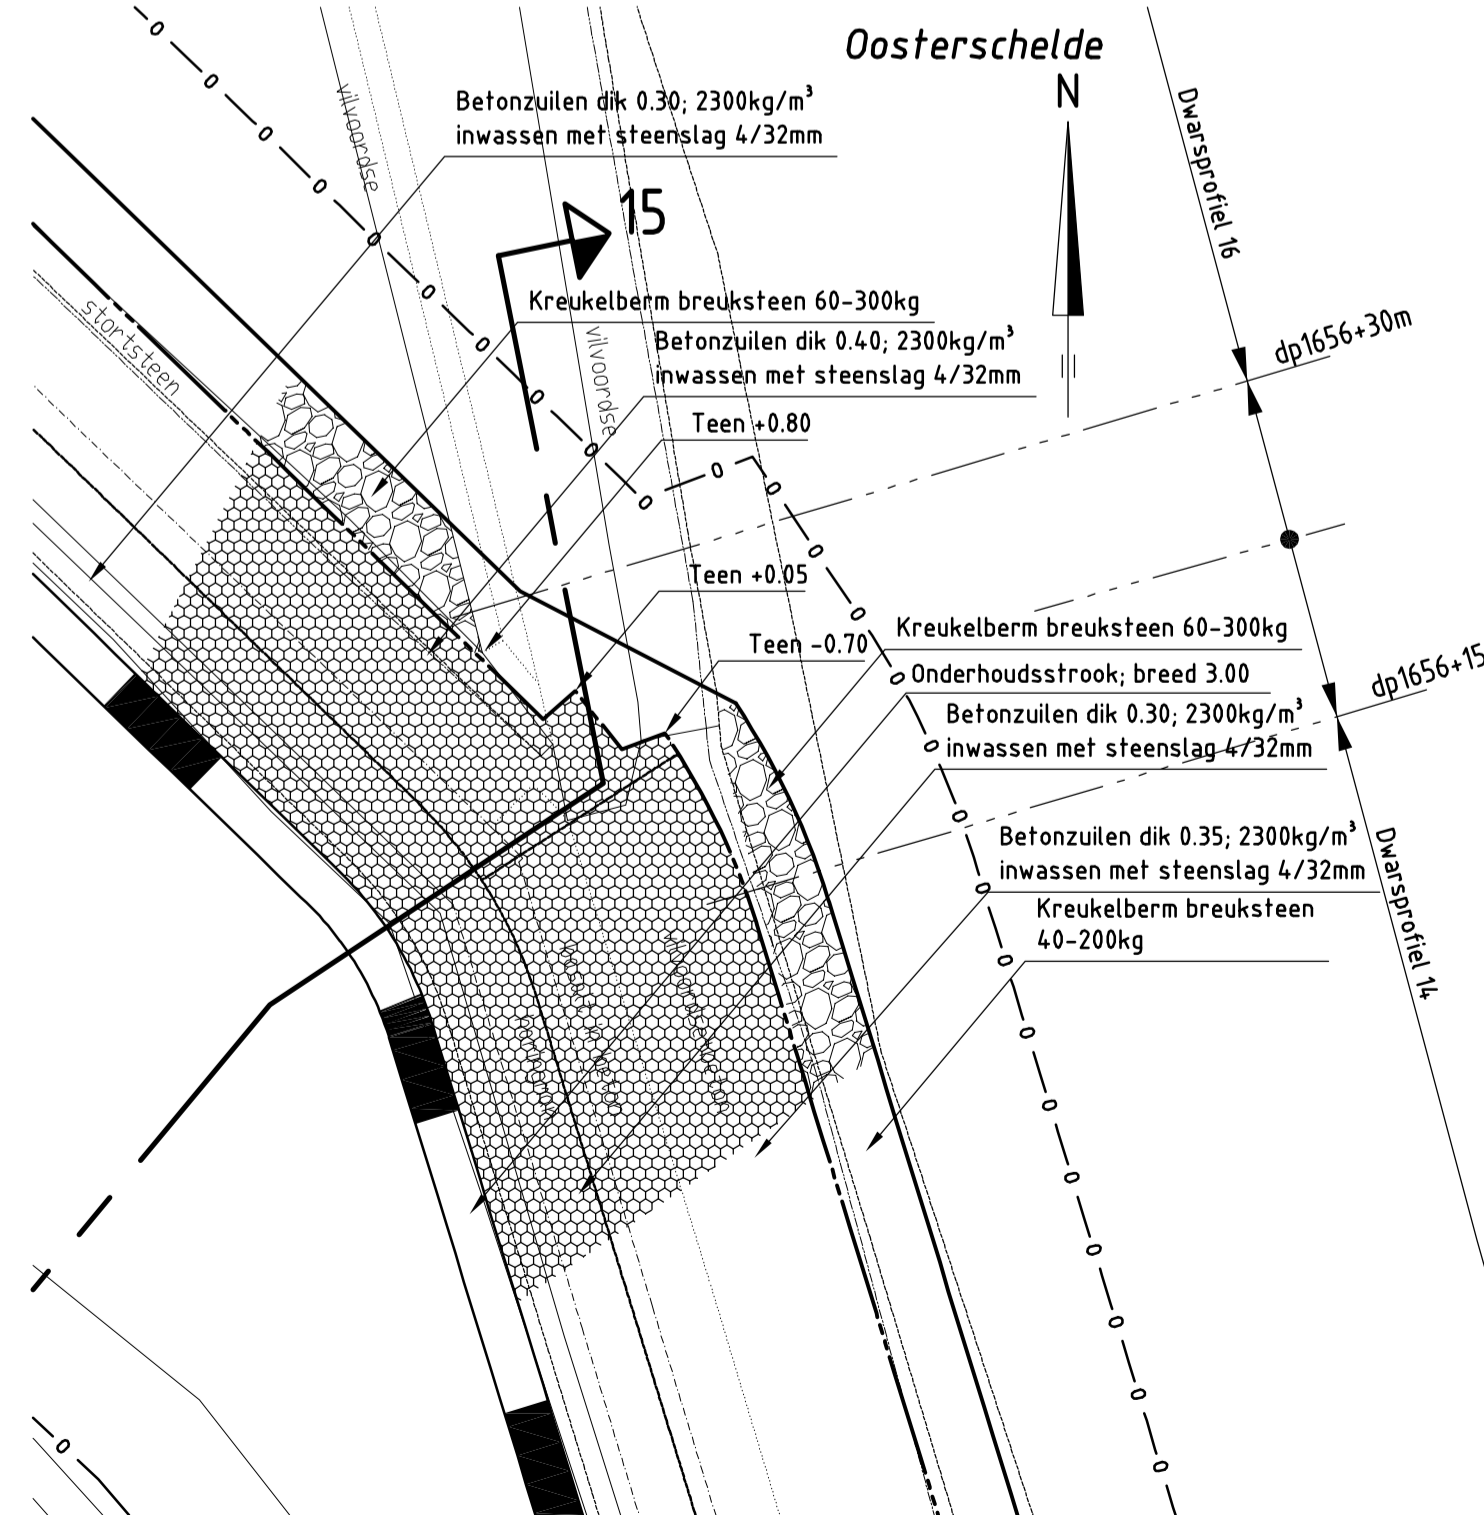 Oosterschelde
N
vilvoordse
Betonzuilen dik 0.30; 2300kg/m³
inwassen met steenslag 4/32mm
Dwarsprofiel 16
15
stortsteen
Kreukelberm breuksteen 60-300kg
vilvoordse
Betonzuilen dik 0.40; 2300kg/m³
inwassen met steenslag 4/32mm
dp1656+30m
Teen +0.80
Teen +0.05
Teen -0.70
Kreukelberm breuksteen 60-300kg
Onderhoudsstrook; breed 3.00
dp1656+15
Betonzuilen dik 0.30; 2300kg/m³
inwassen met steenslag 4/32mm
Betonzuilen dik 0.35; 2300kg/m³
inwassen met steenslag 4/32mm
Dwarsprofiel 14
Kreukelberm breuksteen
40-200kg